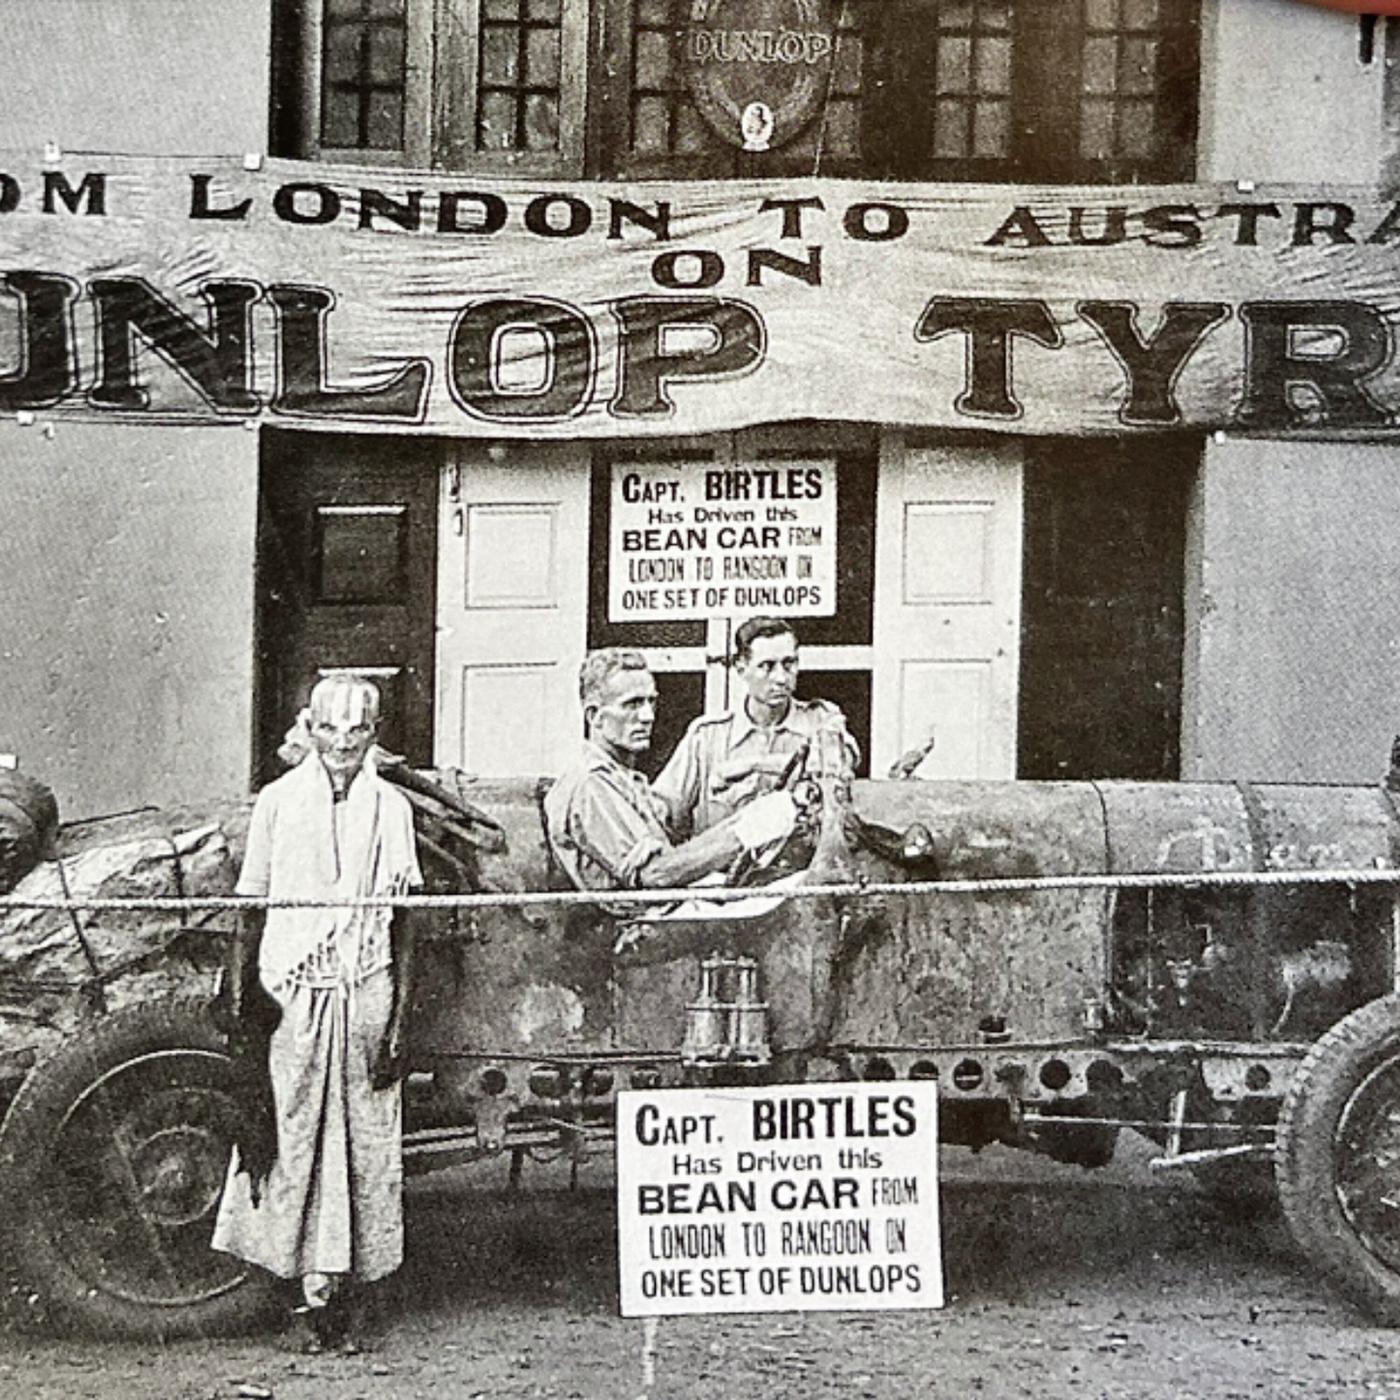 DUNLOP
OM LONDON TO AUSTRA
ON
UNLOP TYR
CAPT. BIRTLES
Has Driven this
BEAN CAR FROM
LONDON TO RANGOON ON
ONE SET OF DUNLOPS
CAPT. BIRTLES
Has Driven this
BEAN CAR FROM
LONDON TO RANGOON ON
ONE SET OF DUNLOPS